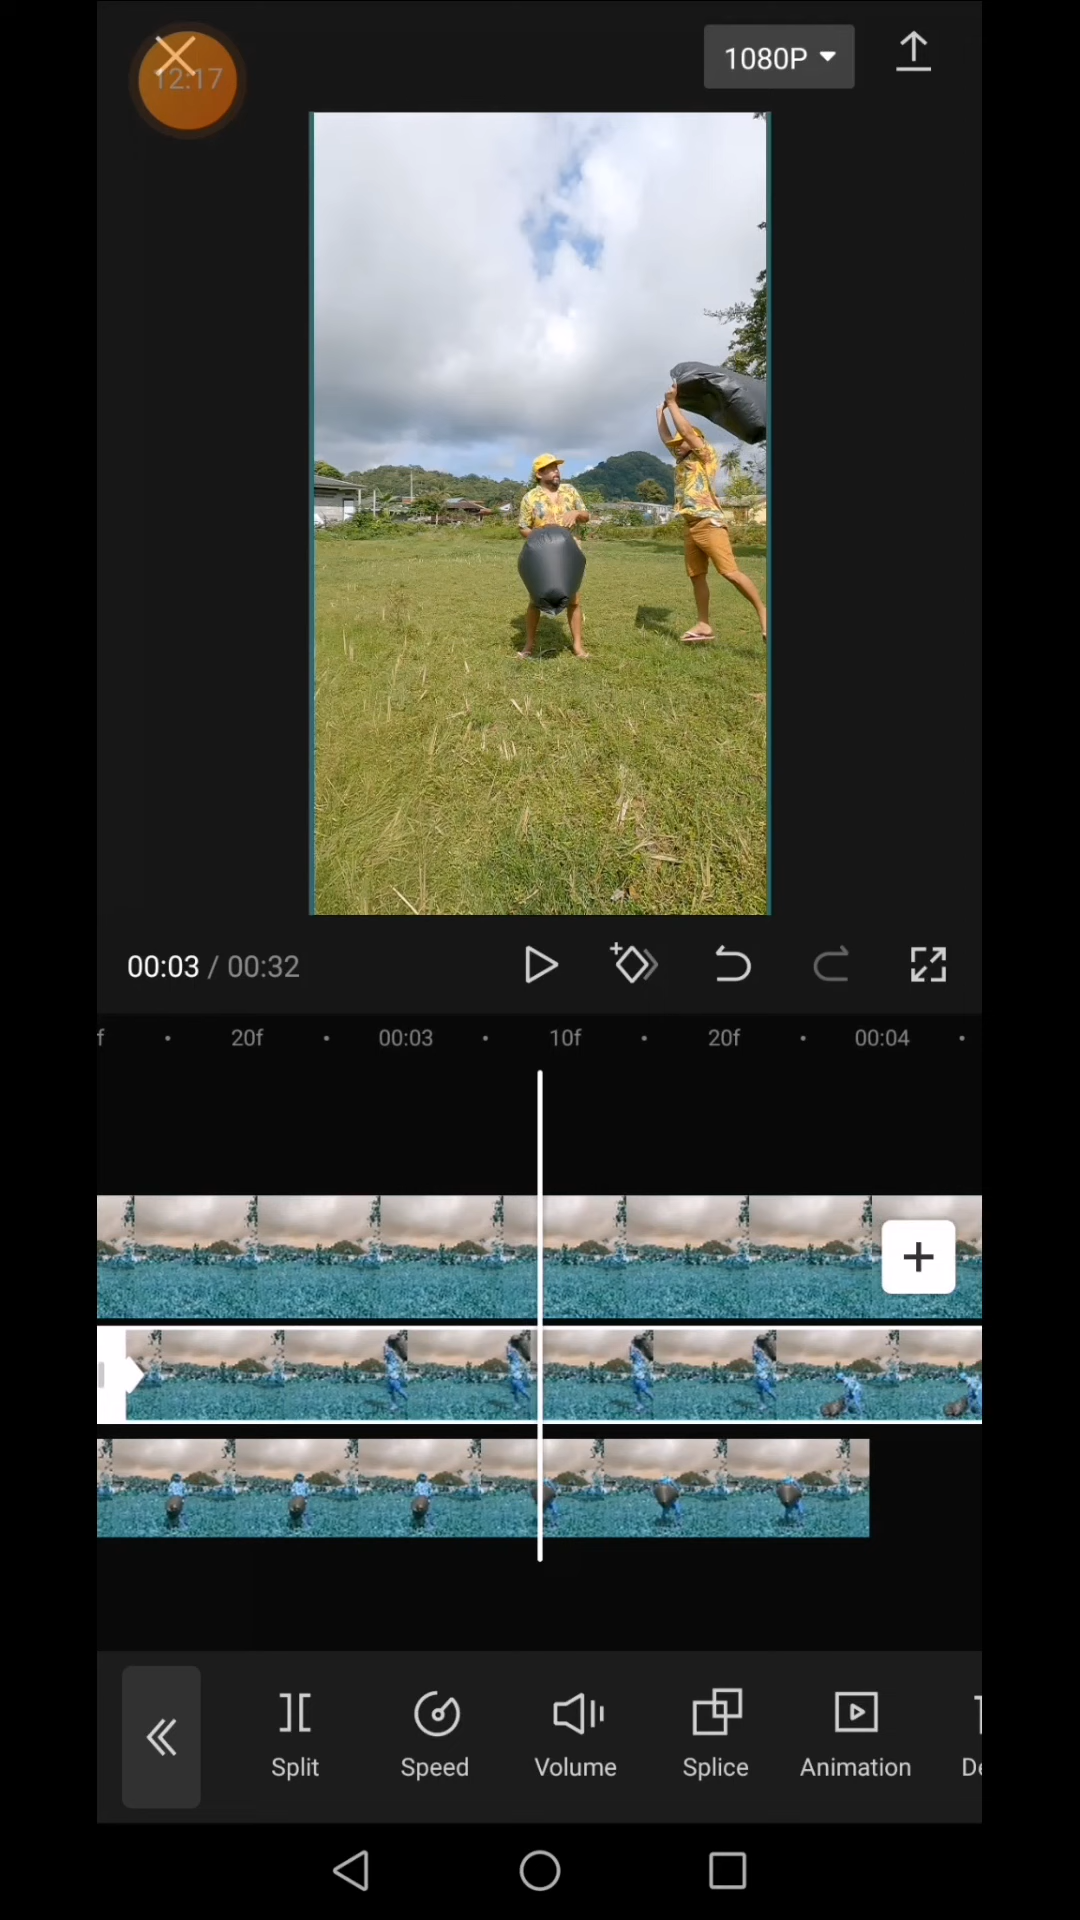 12:17
1080P
00:03 / 00:32
f 20f 00:03 10f 20f 00:04
Split Speed Volume Splice Animation De